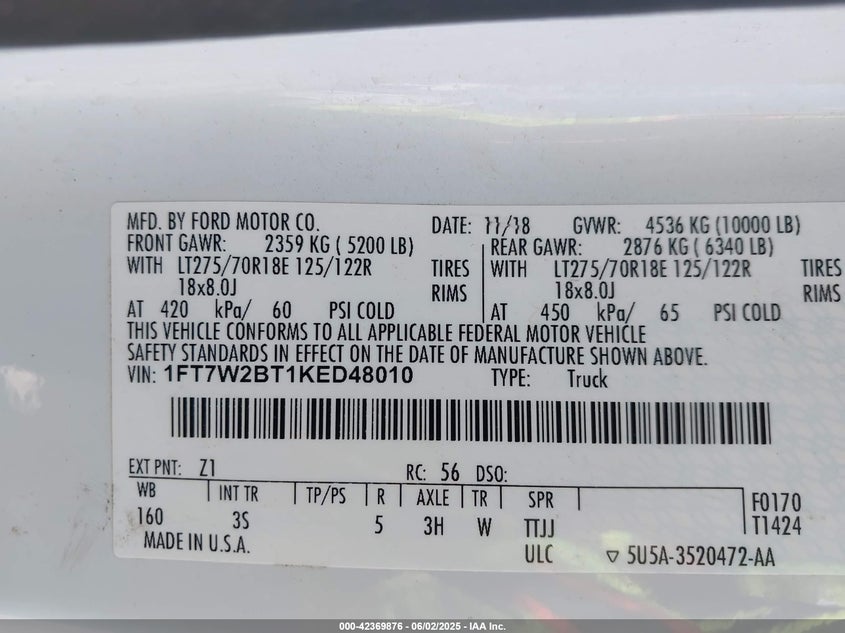 MFD. BY FORD MOTOR CO. DATE: 11/18 GVWR: 4536 KG (10000 LB)
FRONT GAWR: 2359 KG ( 5200 LB) REAR GAWR: 2876 KG ( 6340 LB)
WITH LT275/70R18E 125/122R TIRES WITH LT275/70R18E 125/122R TIRES
18x8.0J RIMS 18x8.0J RIMS
AT 420 kPa/ 60 PSI COLD AT 450 kPa/ 65 PSI COLD
THIS VEHICLE CONFORMS TO ALL APPLICABLE FEDERAL MOTOR VEHICLE
SAFETY STANDARDS IN EFFECT ON THE DATE OF MANUFACTURE SHOWN ABOVE.
VIN: 1FT7W2BT1KED48010 TYPE: Truck
EXT PNT: Z1 RC: 56 DSO:
WB INT TR TP/PS R AXLE TR SPR F0170
160 3S 5 3H W TTJJ T1424
MADE IN U.S.A. ULC ▽ 5U5A-3520472-AA
000-42369876 - 06/02/2025 - IAA Inc.